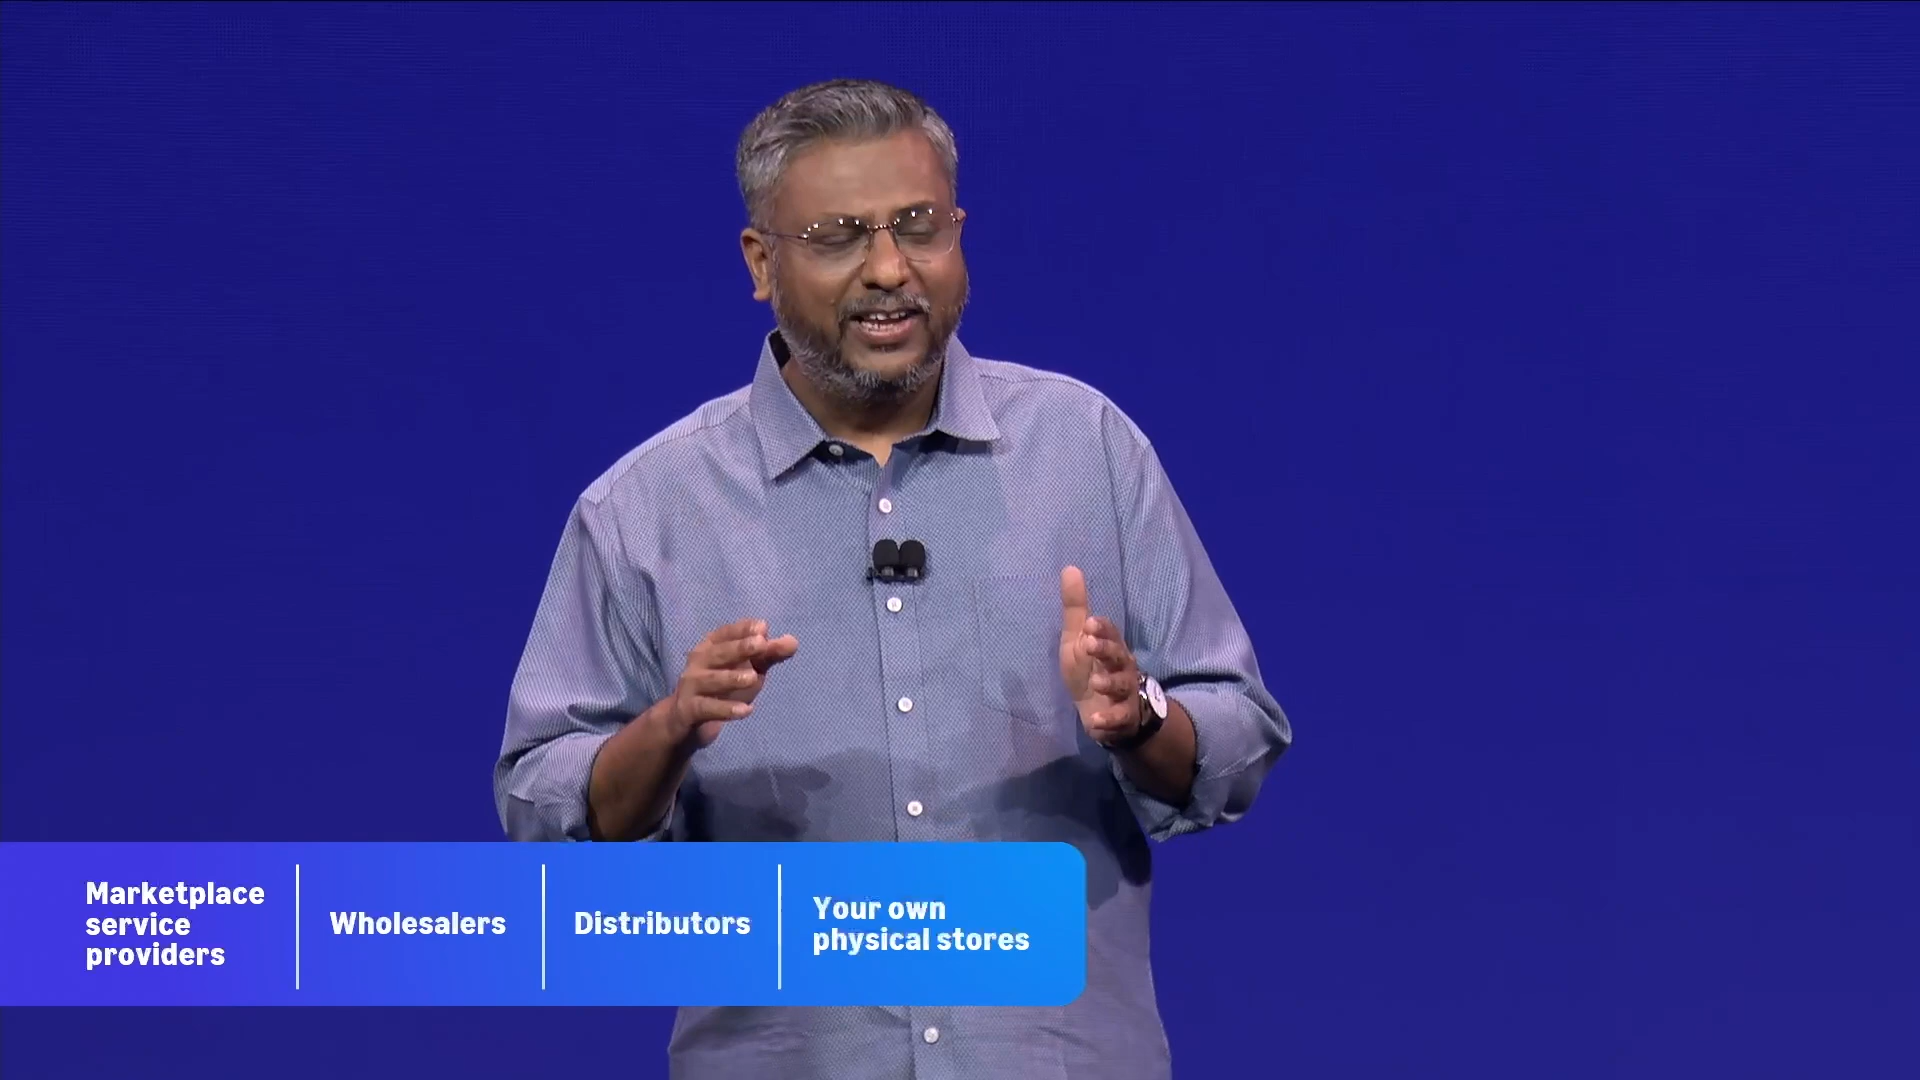 Marketplace
service
providers
Wholesalers
Distributors
Your own
physical stores